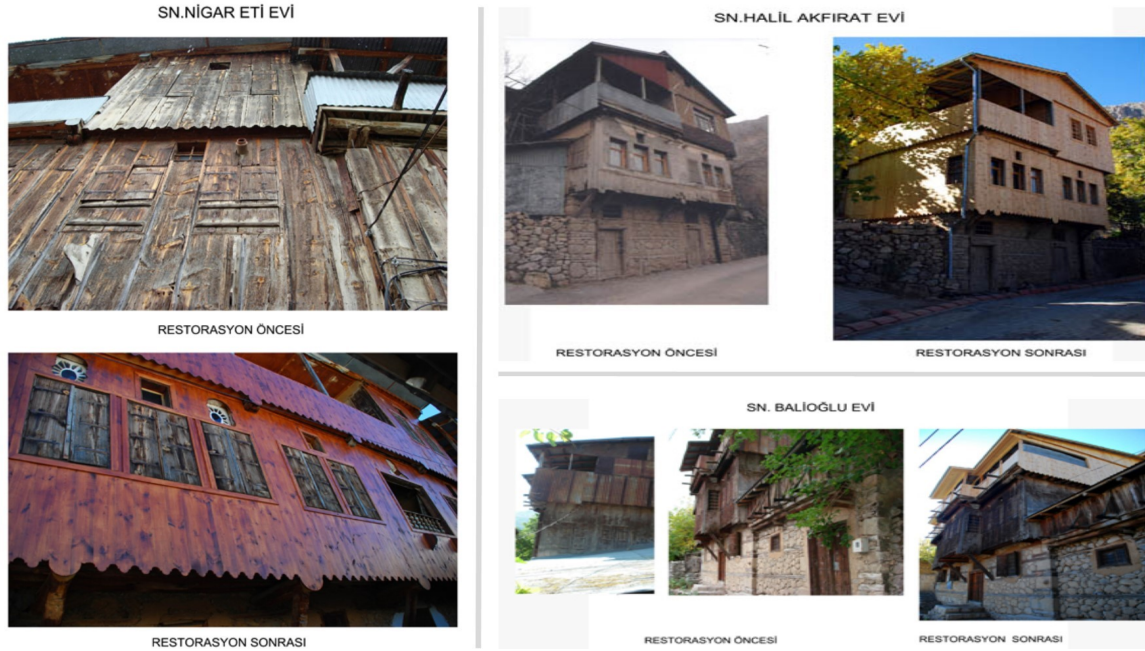 SN.NİGAR ETİ EVİ
RESTORASYON ÖNCESİ
RESTORASYON SONRASI
SN.HALİL AKFIRAT EVİ
RESTORASYON ÖNCESİ
RESTORASYON SONRASI
SN. BALİOĞLU EVİ
RESTORASYON ÖNCESİ
RESTORASYON SONRASI